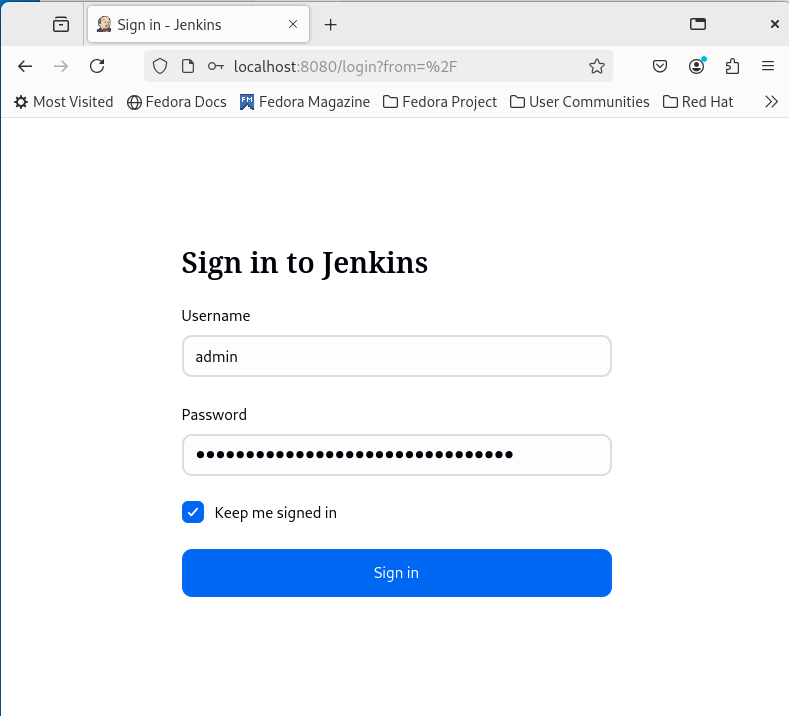 Sign in - Jenkins
localhost:8080/login?from=%2F
Most Visited Fedora Docs FM Fedora Magazine Fedora Project User Communities Red Hat
Sign in to Jenkins
Username
admin
Password
••••••••••••••••••••••••••••••••
Keep me signed in
Sign in